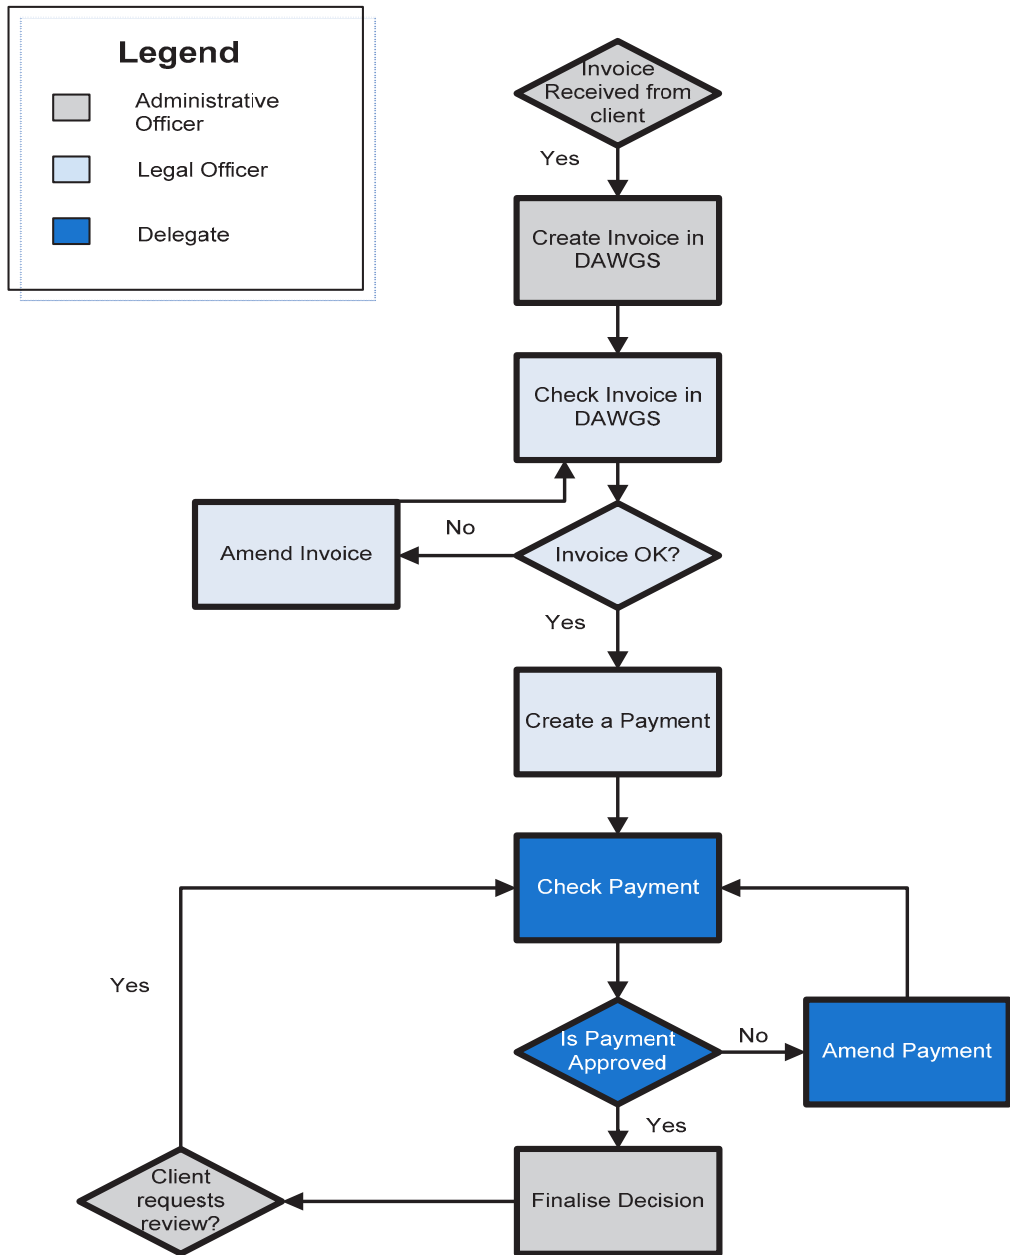 Legend
Administrative
Officer
Legal Officer
Delegate
Invoice
Received from
client
Yes
Create Invoice in
DAWGS
Check Invoice in
DAWGS
No
Amend Invoice
Invoice OK?
Yes
Create a Payment
Check Payment
Yes
Is Payment
Approved
No
Amend Payment
Yes
Client
requests
review?
Finalise Decision